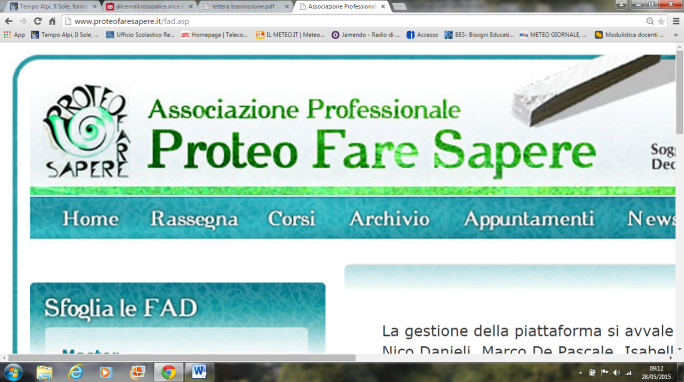 Tempo Alpi, Il Sole, form
alicemail.rossoalice.alice.i
lettera trasmissione.pdf
Associazione Professional
www.proteofaresapere.it/fad.asp
App
Tempo Alpi, Il Sole, ...
Ufficio Scolastico Re...
Homepage | Teleco...
IL METEO.IT | Meteo...
Jamendo - Radio di ...
Accesso
BES- Bisogni Educati...
METEO GIORNALE, ...
Modulistica docenti ...
PROTEO FARE
SAPERE
Associazione Professionale
Proteo Fare Sapere
Sog
Dec
Home Rassegna Corsi Archivio Appuntamenti News
Sfoglia le FAD
Master
La gestione della piattaforma si avvale
Nico Danieli, Marco De Pascale, Isabell
09:12
28/05/2015